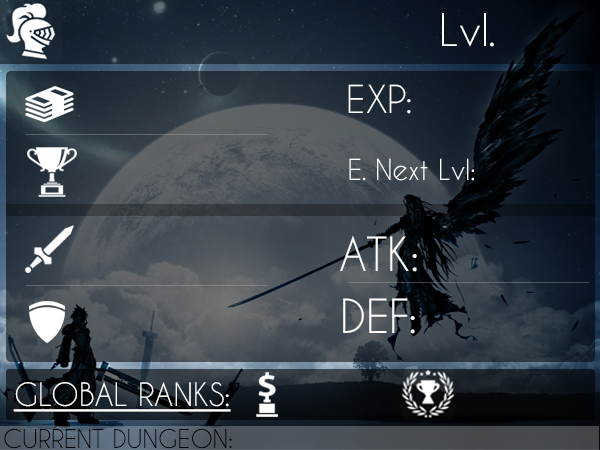 Lvl.
EXP:
E. Next Lvl:
ATK:
DEF:
GLOBAL RANKS:
CURRENT DUNGEON: